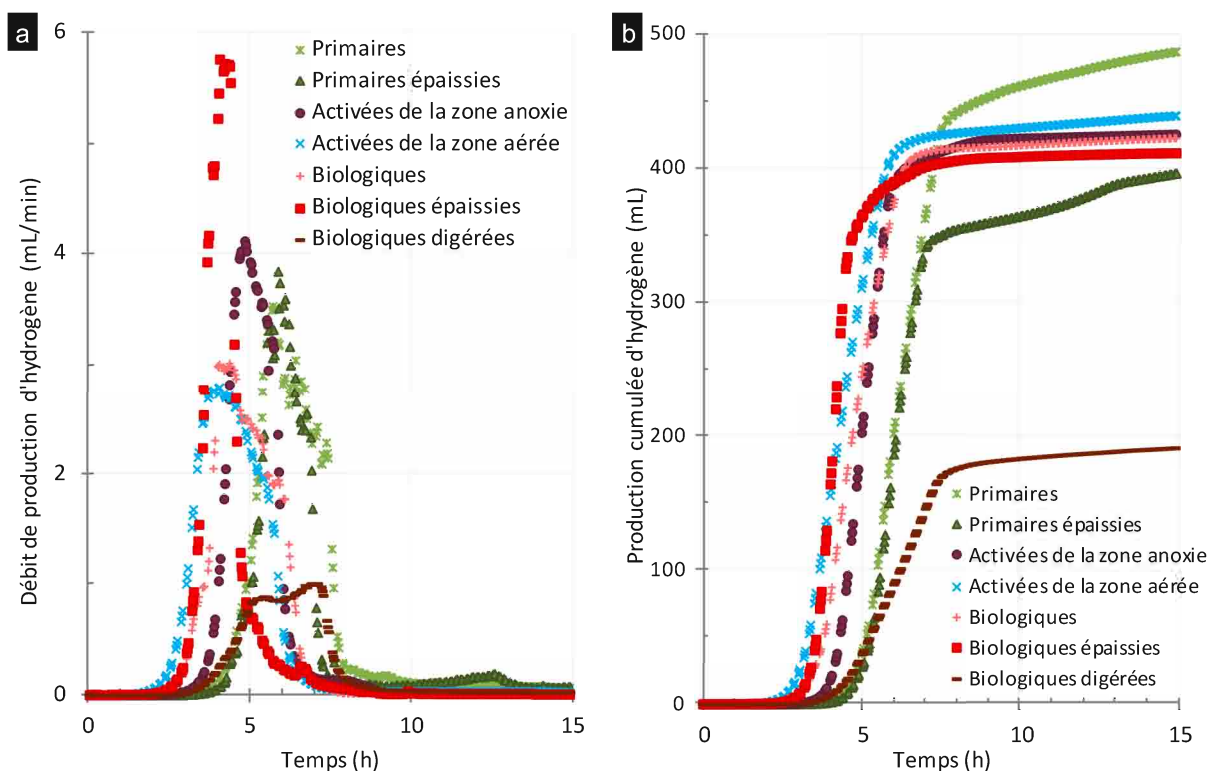 a
Débit de production d'hydrogène (mL/min)
6
4
2
0
0
5
10
15
Temps (h)
Primaires
Primaires épaissies
Activées de la zone anoxie
Activées de la zone aérée
Biologiques
Biologiques épaissies
Biologiques digérées
b
Production cumulée d'hydrogène (mL)
500
400
300
200
100
0
0
5
10
15
Temps (h)
Primaires
Primaires épaissies
Activées de la zone anoxie
Activées de la zone aérée
Biologiques
Biologiques épaissies
Biologiques digérées